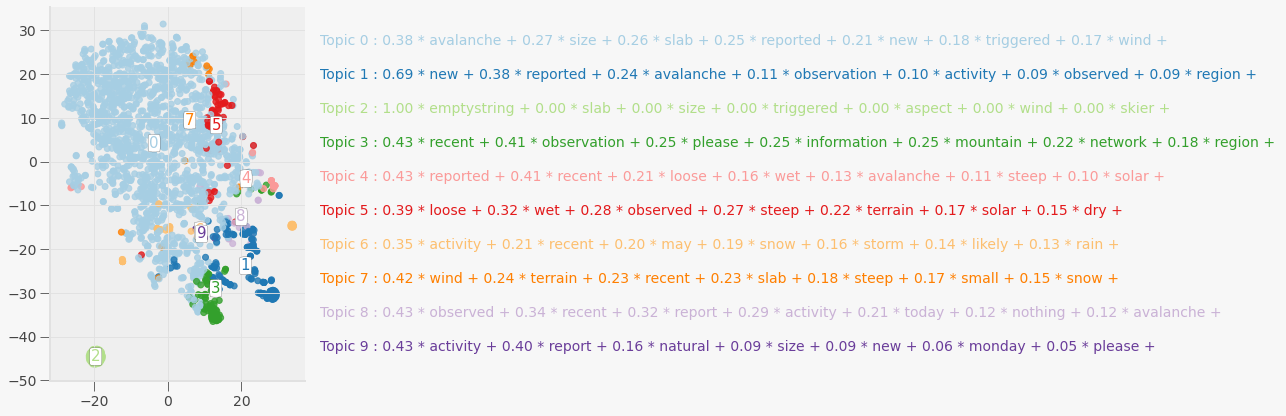 30
20
10
0
−10
−20
−30
−40
−50
−20
0
20
0
7
5
4
8
9
1
3
2
Topic 0 : 0.38 * avalanche + 0.27 * size + 0.26 * slab + 0.25 * reported + 0.21 * new + 0.18 * triggered + 0.17 * wind +
Topic 1 : 0.69 * new + 0.38 * reported + 0.24 * avalanche + 0.11 * observation + 0.10 * activity + 0.09 * observed + 0.09 * region +
Topic 2 : 1.00 * emptystring + 0.00 * slab + 0.00 * size + 0.00 * triggered + 0.00 * aspect + 0.00 * wind + 0.00 * skier +
Topic 3 : 0.43 * recent + 0.41 * observation + 0.25 * please + 0.25 * information + 0.25 * mountain + 0.22 * network + 0.18 * region +
Topic 4 : 0.43 * reported + 0.41 * recent + 0.21 * loose + 0.16 * wet + 0.13 * avalanche + 0.11 * steep + 0.10 * solar +
Topic 5 : 0.39 * loose + 0.32 * wet + 0.28 * observed + 0.27 * steep + 0.22 * terrain + 0.17 * solar + 0.15 * dry +
Topic 6 : 0.35 * activity + 0.21 * recent + 0.20 * may + 0.19 * snow + 0.16 * storm + 0.14 * likely + 0.13 * rain +
Topic 7 : 0.42 * wind + 0.24 * terrain + 0.23 * recent + 0.23 * slab + 0.18 * steep + 0.17 * small + 0.15 * snow +
Topic 8 : 0.43 * observed + 0.34 * recent + 0.32 * report + 0.29 * activity + 0.21 * today + 0.12 * nothing + 0.12 * avalanche +
Topic 9 : 0.43 * activity + 0.40 * report + 0.16 * natural + 0.09 * size + 0.09 * new + 0.06 * monday + 0.05 * please +